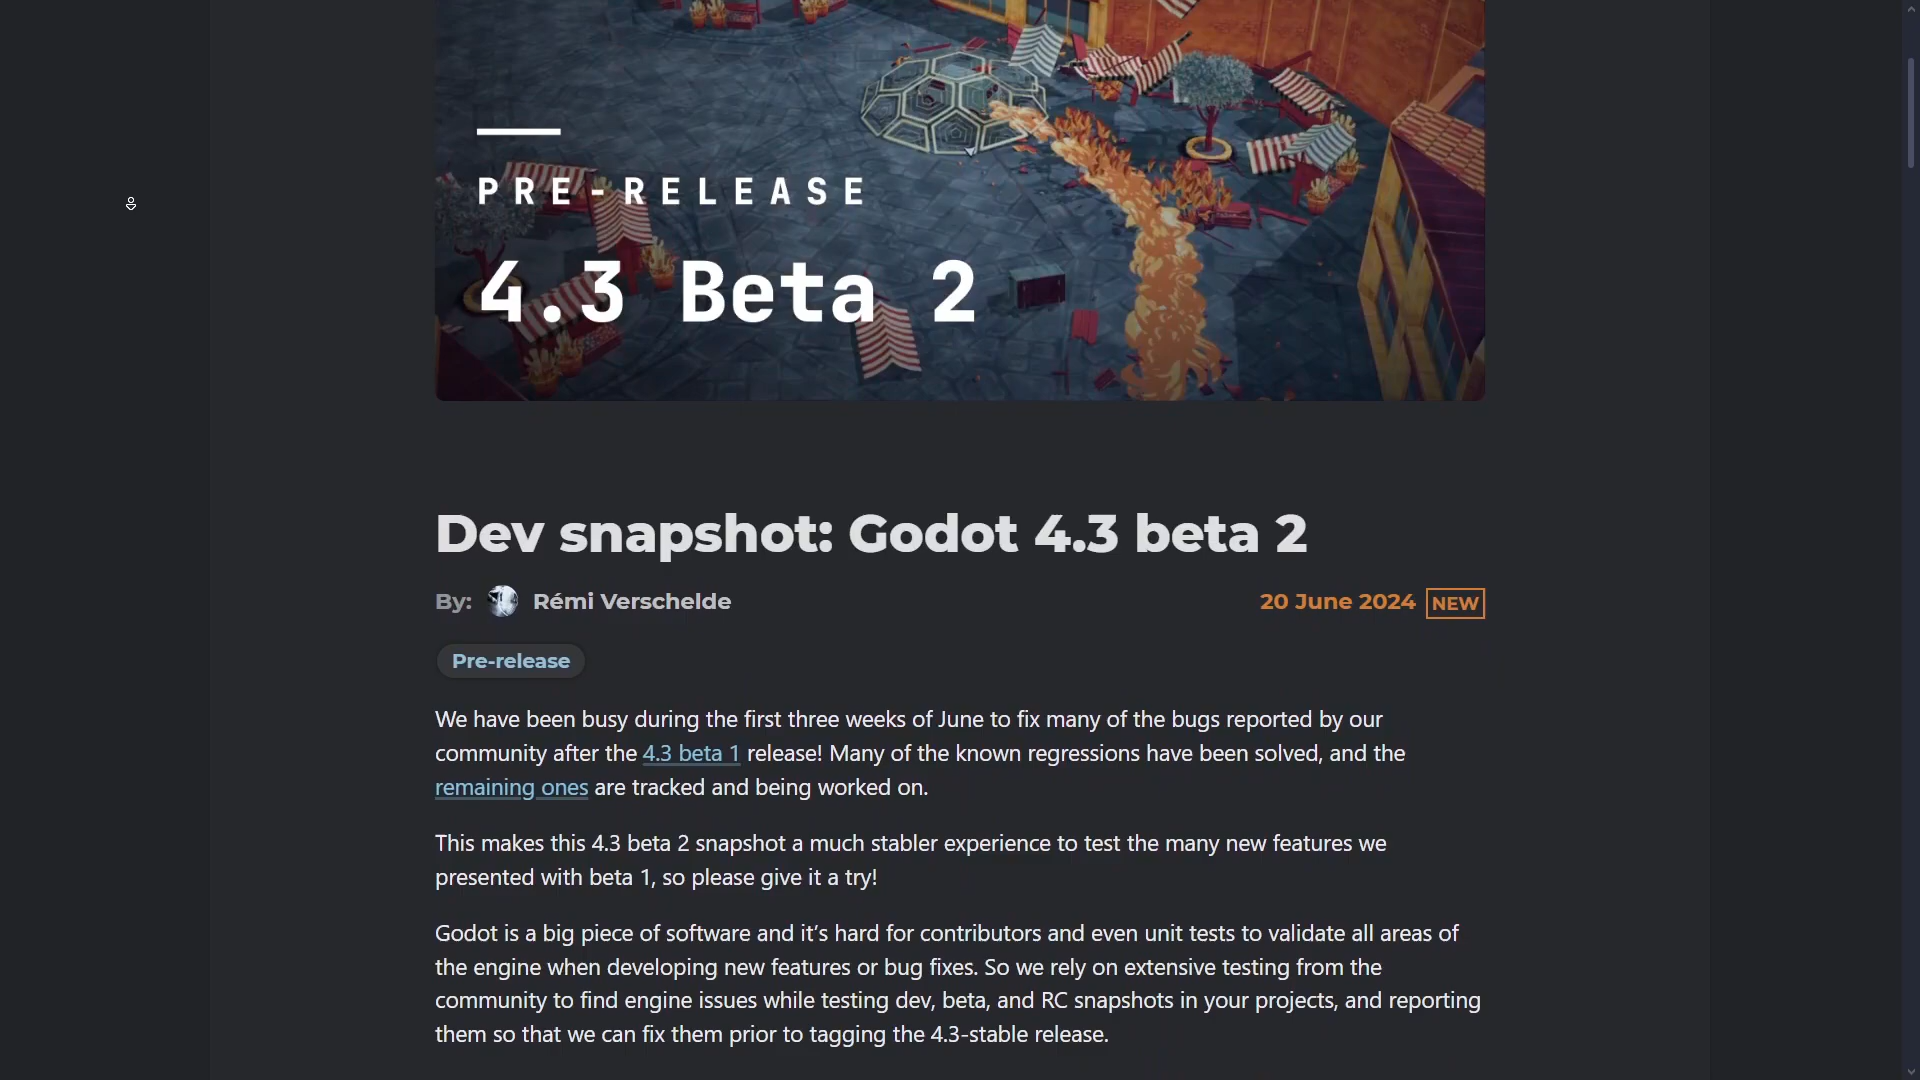 PRE-RELEASE
4.3 Beta 2
Dev snapshot: Godot 4.3 beta 2
By: Rémi Verschelde
20 June 2024 NEW
Pre-release
We have been busy during the first three weeks of June to fix many of the bugs reported by our
community after the 4.3 beta 1 release! Many of the known regressions have been solved, and the
remaining ones are tracked and being worked on.
This makes this 4.3 beta 2 snapshot a much stabler experience to test the many new features we
presented with beta 1, so please give it a try!
Godot is a big piece of software and it’s hard for contributors and even unit tests to validate all areas of
the engine when developing new features or bug fixes. So we rely on extensive testing from the
community to find engine issues while testing dev, beta, and RC snapshots in your projects, and reporting
them so that we can fix them prior to tagging the 4.3-stable release.